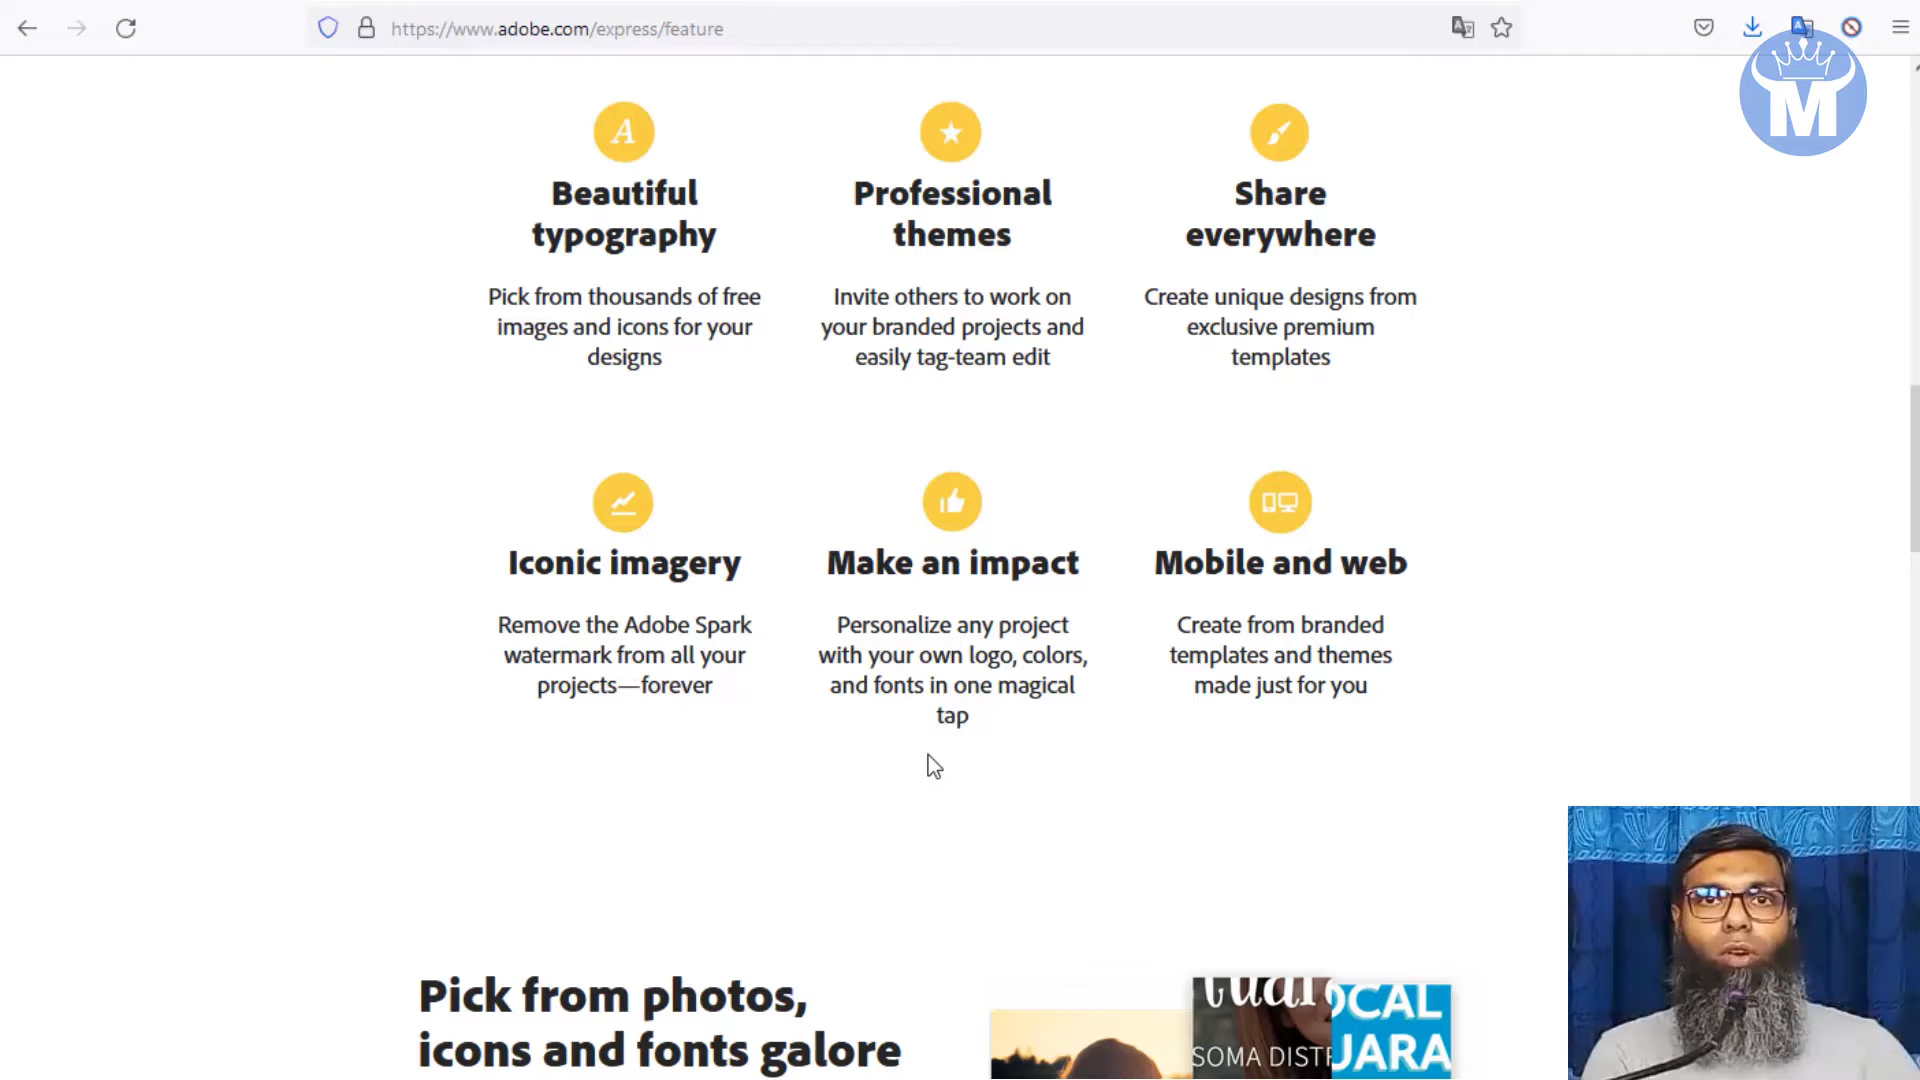 https://www.adobe.com/express/feature
M
A
Beautiful
typography
Pick from thousands of free
images and icons for your
designs
Professional
themes
Invite others to work on
your branded projects and
easily tag-team edit
Share
everywhere
Create unique designs from
exclusive premium
templates
Iconic imagery
Remove the Adobe Spark
watermark from all your
projects—forever
Make an impact
Personalize any project
with your own logo, colors,
and fonts in one magical
tap
Mobile and web
Create from branded
templates and themes
made just for you
Pick from photos,
icons and fonts galore
SOMA
OCAL
JARA